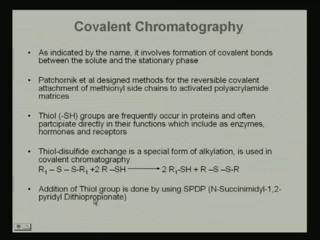 Covalent Chromatography
• As indicated by the name, it involves formation of covalent bonds
between the solute and the stationary phase
• Patchornik et al designed methods for the reversible covalent
attachment of methionyl side chains to activated polyacrylamide
matrices
• Thiol (-SH) groups are frequently occur in proteins and often
partcipiate directly in their functions which include as enzymes,
hormones and receptors
• Thiol-disulfide exchange is a special form of alkylation, is used in
covalent chromatography
R₁ – S – S-R₁ +2 R –SH ⟶ 2 R₁-SH + R –S –S-R
• Addition of Thiol group is done by using SPDP (N-Succinimidyl-1,2-
pyridyl Dithiopropionate)